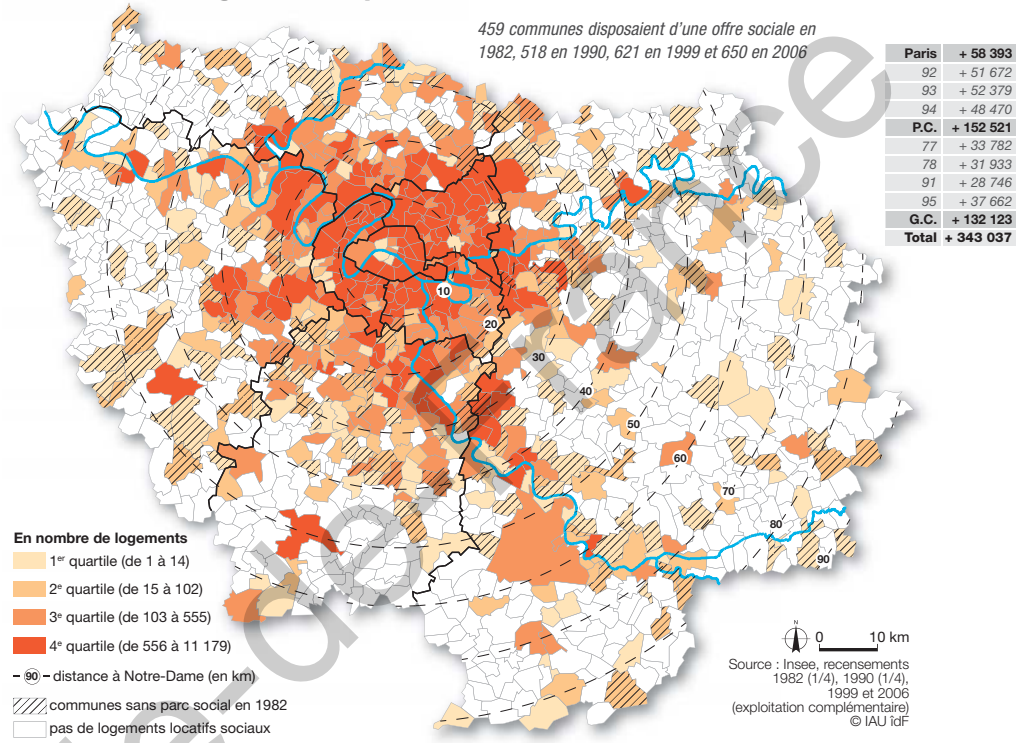 459 communes disposaient d'une offre sociale en
1982, 518 en 1990, 621 en 1999 et 650 en 2006
Paris + 58 393
92 + 51 672
93 + 52 379
94 + 48 470
P.C. + 152 521
77 + 33 782
78 + 31 933
91 + 28 746
95 + 37 662
G.C. + 132 123
Total + 343 037
10
20
30
40
50
60
70
80
90
En nombre de logements
1er quartile (de 1 à 14)
2e quartile (de 15 à 102)
3e quartile (de 103 à 555)
4e quartile (de 556 à 11 179)
90 distance à Notre-Dame (en km)
communes sans parc social en 1982
pas de logements locatifs sociaux
N
0 10 km
Source : Insee, recensements
1982 (1/4), 1990 (1/4),
1999 et 2006
(exploitation complémentaire)
© IAU îdF